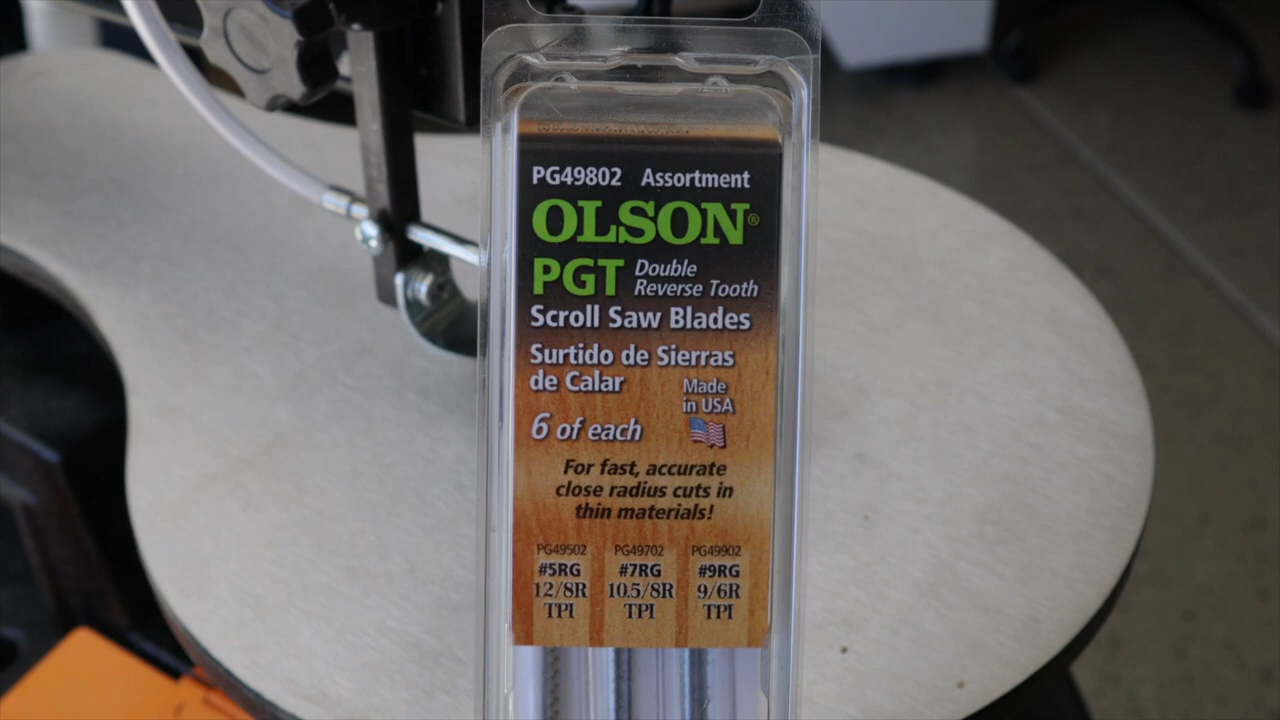 PG49802 Assortment
OLSON®
PGT Double
Reverse Tooth
Scroll Saw Blades
Surtido de Sierras
de Calar
Made
in USA
6 of each
For fast, accurate
close radius cuts in
thin materials!
PG49502 PG49702 PG49902
#5RG #7RG #9RG
12/8R 10.5/8R 9/6R
TPI TPI TPI